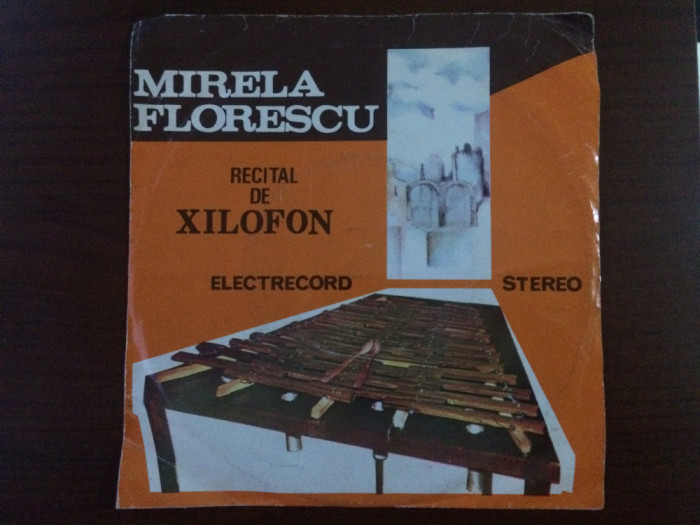 MIRELA
FLORESCU
RECITAL
DE
XILOFON
ELECTRECORD STEREO